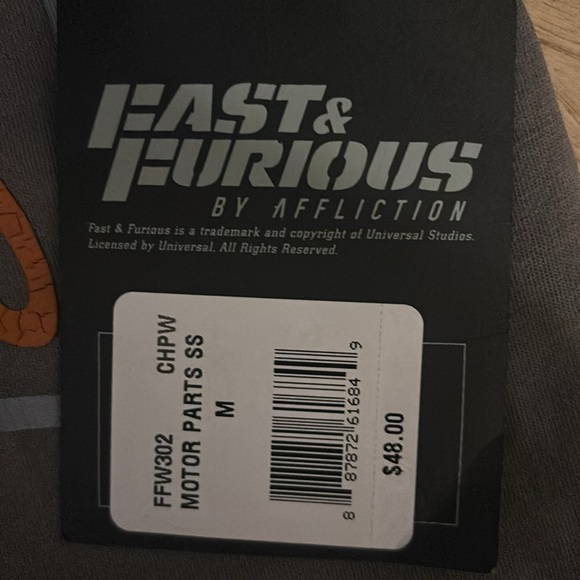 FAST &
FURIOUS
BY AFFLICTION
Fast & Furious is a trademark and copyright of Universal Studios.
Licensed by Universal. All Rights Reserved.
FFW302 CHPW
MOTOR PARTS SS
M
8 87872 61684 9
$48.00